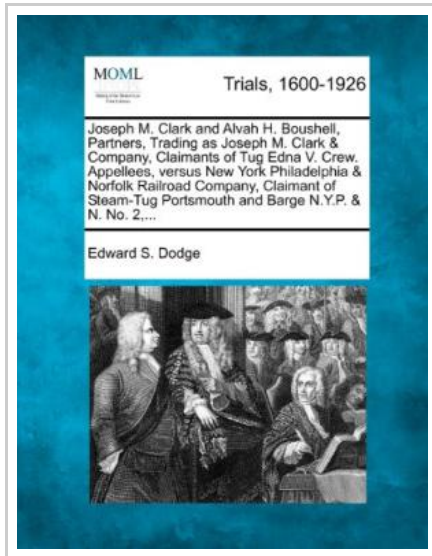 MOML
Trials, 1600-1926
Joseph M. Clark and Alvah H. Boushell,
Partners, Trading as Joseph M. Clark &
Company, Claimants of Tug Edna V. Crew.
Appellees, versus New York Philadelphia &
Norfolk Railroad Company, Claimant of
Steam-Tug Portsmouth and Barge N.Y.P. &
N. No. 2,...
Edward S. Dodge